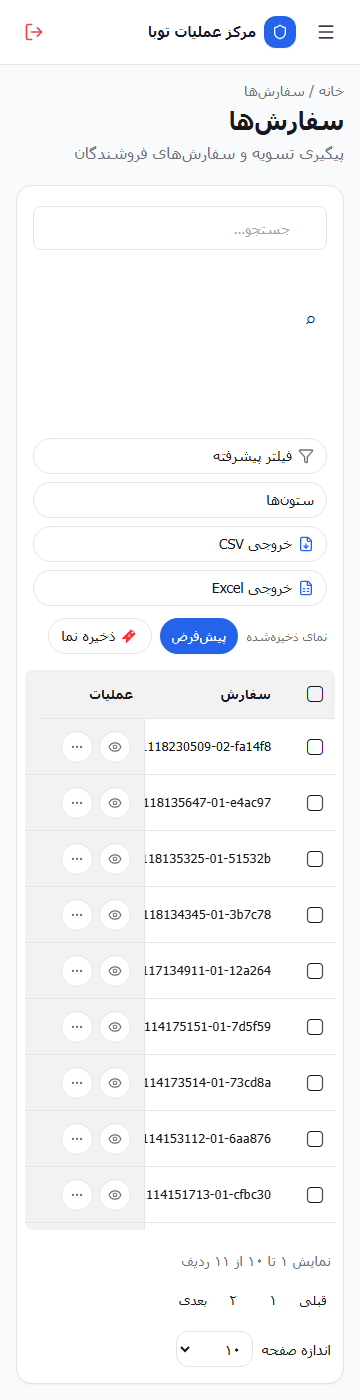 مرکز عملیات توبا
خانه / سفارش‌ها
سفارش‌ها
پیگیری تسویه و سفارش‌های فروشندگان
جستجو...
فیلتر پیشرفته
ستون‌ها
خروجی CSV
خروجی Excel
نمای ذخیره‌شده پیش‌فرض ذخیره نما
سفارش عملیات
118230509-02-fa14f8
118135647-01-e4ac97
118135325-01-51532b
118134345-01-3b7c78
117134911-01-12a264
114175151-01-7d5f59
114173514-01-73cd8a
114153112-01-6aa876
114151713-01-cfbc30
نمایش ۱ تا ۱۰ از ۱۱ ردیف
قبلی ۱ ۲ بعدی
اندازه صفحه ۱۰